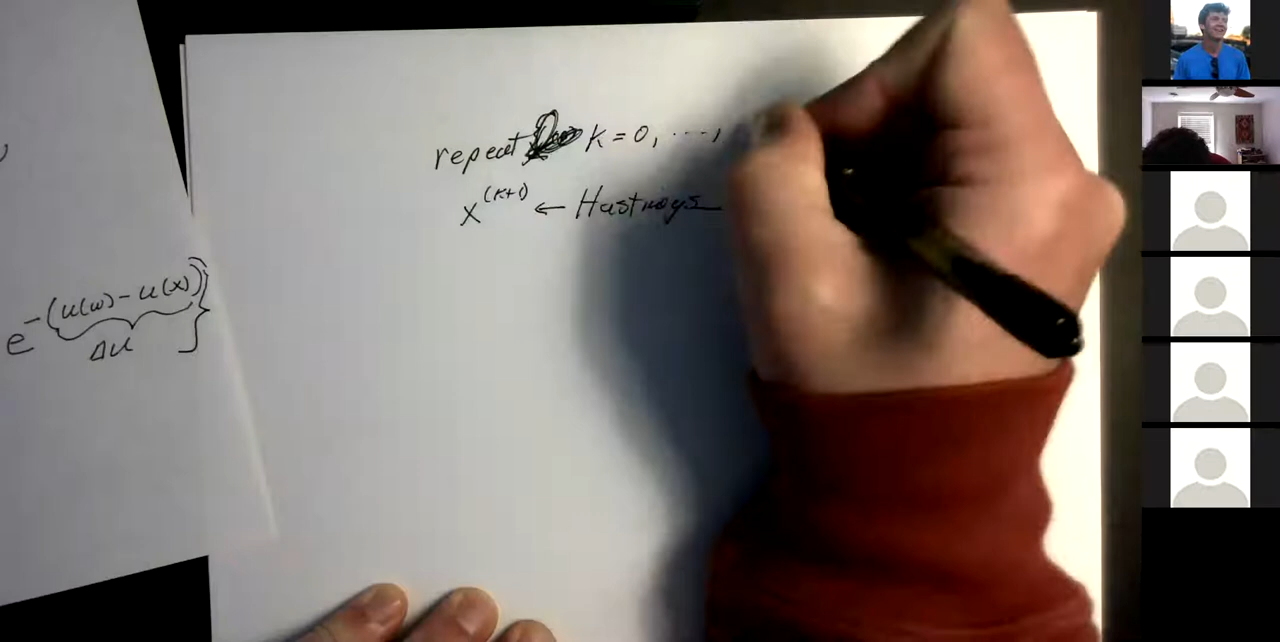 repeat k = 0, ...,
x^(k+1) ← Hastings
e^-(u(w) - u(x))}
Δu